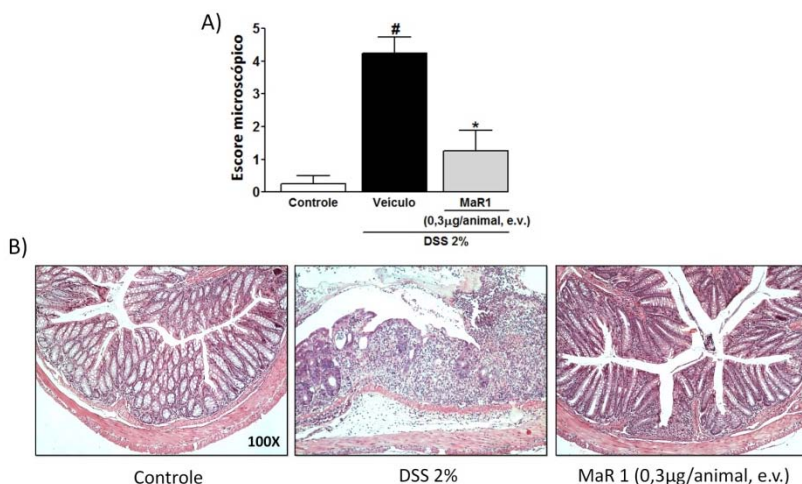 A)
Escore microscópico
5
4
3
2
1
0
#
*
Controle
Veiculo
MaR1
(0,3µg/animal, e.v.)
DSS 2%
B)
100X
Controle
DSS 2%
MaR 1 (0,3µg/animal, e.v.)